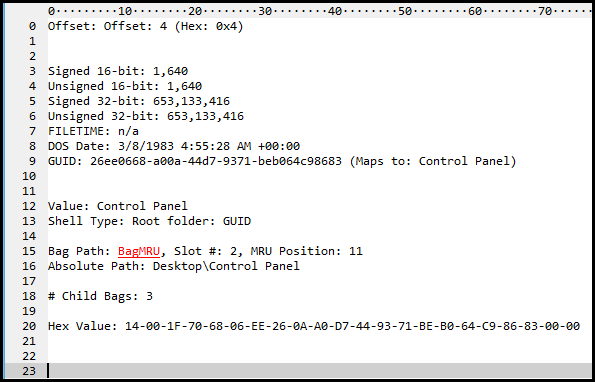 0·········10········20········30········40········50········60········70······
0 Offset: Offset: 4 (Hex: 0x4)
1
2
3 Signed 16-bit: 1,640
4 Unsigned 16-bit: 1,640
5 Signed 32-bit: 653,133,416
6 Unsigned 32-bit: 653,133,416
7 FILETIME: n/a
8 DOS Date: 3/8/1983 4:55:28 AM +00:00
9 GUID: 26ee0668-a00a-44d7-9371-beb064c98683 (Maps to: Control Panel)
10
11
12 Value: Control Panel
13 Shell Type: Root folder: GUID
14
15 Bag Path: BagMRU, Slot #: 2, MRU Position: 11
16 Absolute Path: Desktop\Control Panel
17
18 # Child Bags: 3
19
20 Hex Value: 14-00-1F-70-68-06-EE-26-0A-A0-D7-44-93-71-BE-B0-64-C9-86-83-00-00
21
22
23